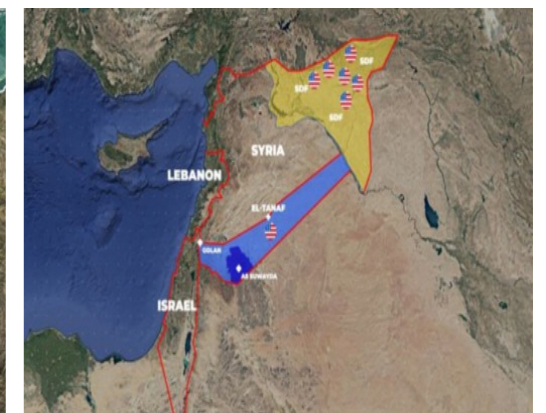 SDF
SDF
SDF
SYRIA
LEBANON
EL-TANAF
GOLAN
AS SUWAYDA
ISRAEL